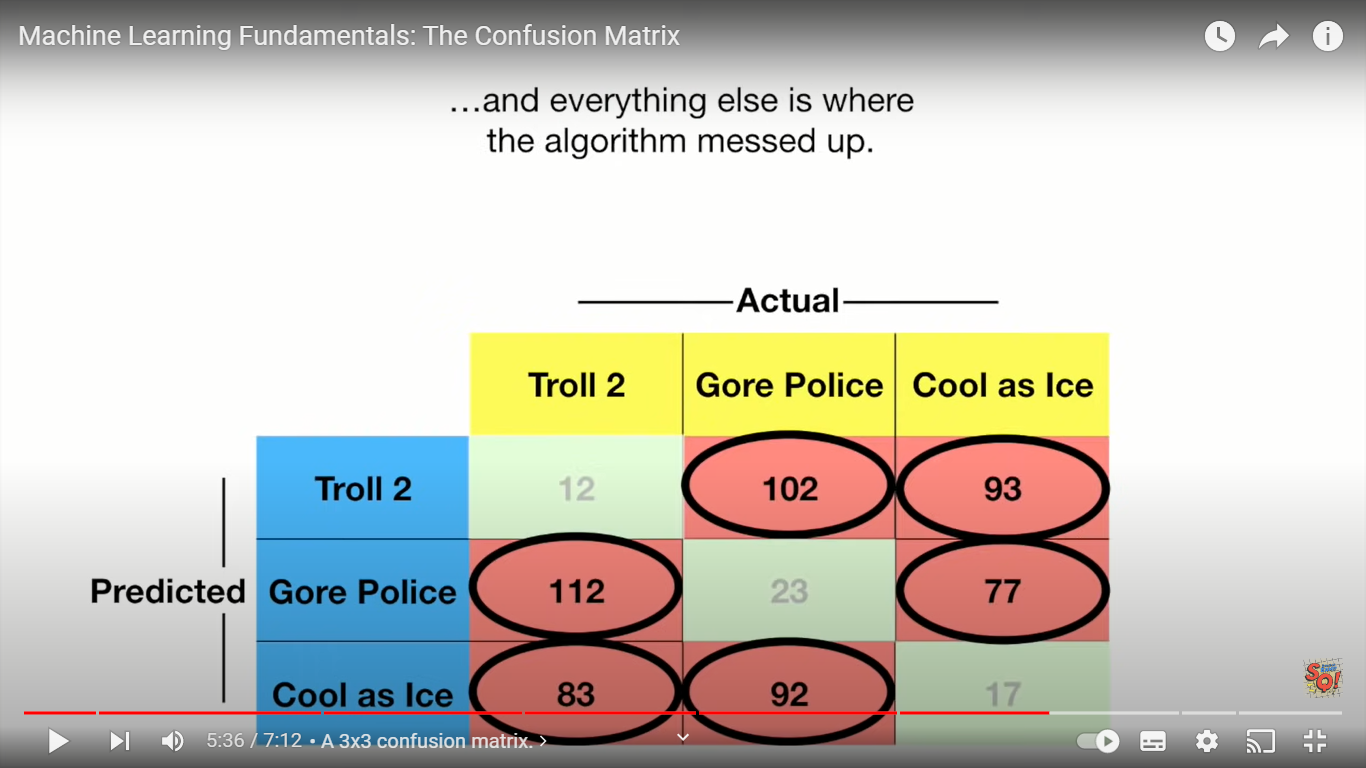 Machine Learning Fundamentals: The Confusion Matrix
…and everything else is where
the algorithm messed up.
Actual
Troll 2 Gore Police Cool as Ice
Troll 2 12 102 93
Predicted Gore Police 112 23 77
Cool as Ice 83 92 17
SQ!
5:36 / 7:12 • A 3x3 confusion matrix. >